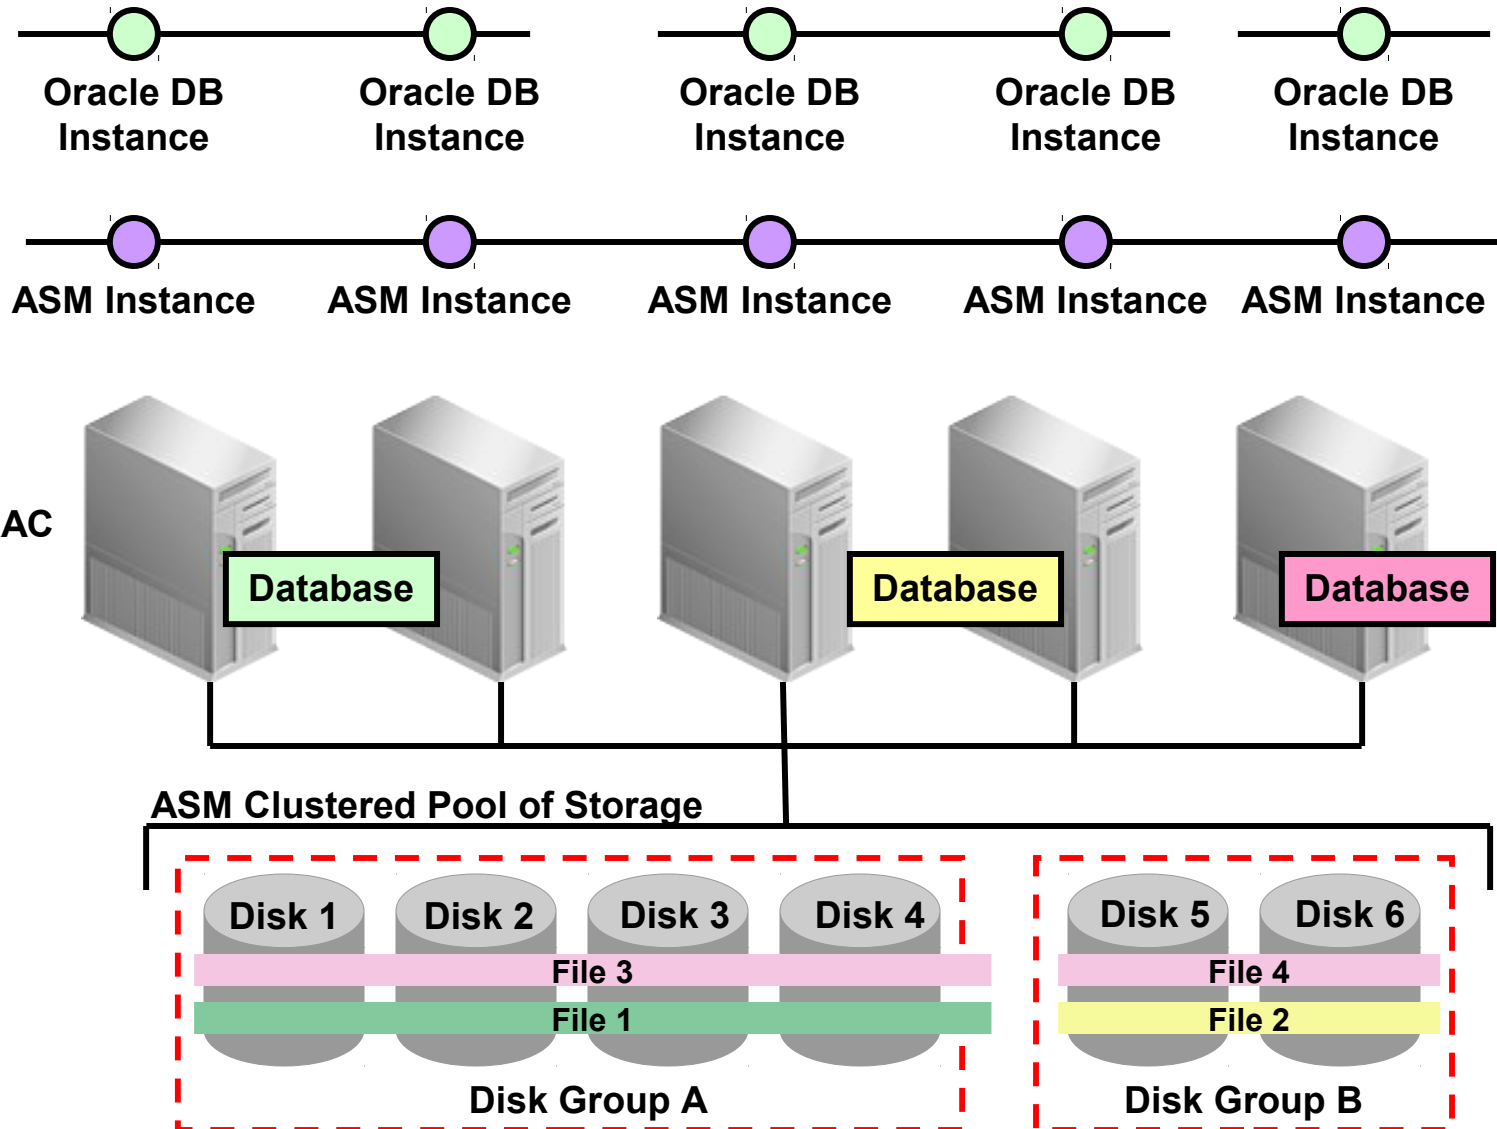 Oracle DB
Instance
Oracle DB
Instance
Oracle DB
Instance
Oracle DB
Instance
Oracle DB
Instance
ASM Instance
ASM Instance
ASM Instance
ASM Instance
ASM Instance
AC
Database
Database
Database
ASM Clustered Pool of Storage
Disk 1
Disk 2
Disk 3
Disk 4
Disk 5
Disk 6
File 3
File 4
File 1
File 2
Disk Group A
Disk Group B